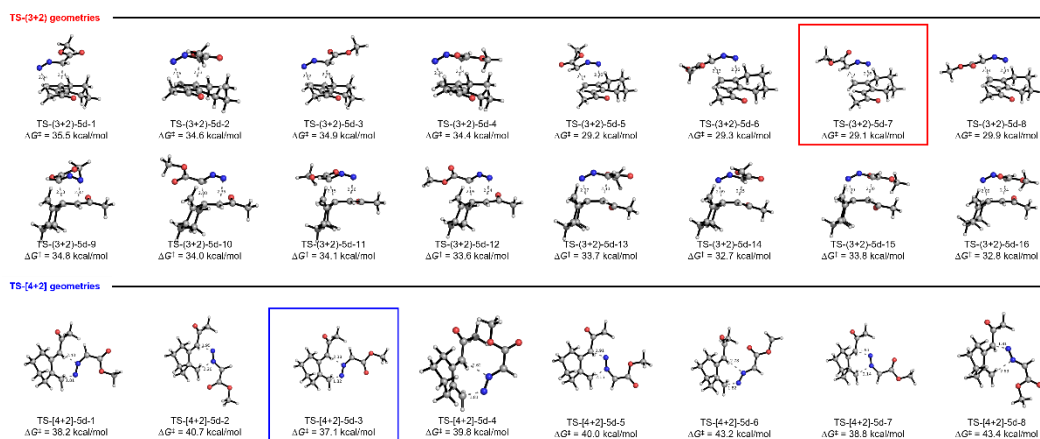 TS-(3+2) geometries
TS-(3+2)-5d-1
ΔG‡ = 35.5 kcal/mol
TS-(3+2)-5d-2
ΔG‡ = 34.6 kcal/mol
TS-(3+2)-5d-3
ΔG‡ = 34.9 kcal/mol
TS-(3+2)-5d-4
ΔG‡ = 34.4 kcal/mol
TS-(3+2)-5d-5
ΔG‡ = 29.2 kcal/mol
TS-(3+2)-5d-6
ΔG‡ = 29.3 kcal/mol
TS-(3+2)-5d-7
ΔG‡ = 29.1 kcal/mol
TS-(3+2)-5d-8
ΔG‡ = 29.9 kcal/mol
TS-(3+2)-5d-9
ΔG‡ = 34.8 kcal/mol
TS-(3+2)-5d-10
ΔG‡ = 34.0 kcal/mol
TS-(3+2)-5d-11
ΔG‡ = 34.1 kcal/mol
TS-(3+2)-5d-12
ΔG‡ = 33.6 kcal/mol
TS-(3+2)-5d-13
ΔG‡ = 33.7 kcal/mol
TS-(3+2)-5d-14
ΔG‡ = 32.7 kcal/mol
TS-(3+2)-5d-15
ΔG‡ = 33.8 kcal/mol
TS-(3+2)-5d-16
ΔG‡ = 32.8 kcal/mol
TS-[4+2] geometries
TS-[4+2]-5d-1
ΔG‡ = 38.2 kcal/mol
TS-[4+2]-5d-2
ΔG‡ = 40.7 kcal/mol
TS-[4+2]-5d-3
ΔG‡ = 37.1 kcal/mol
TS-[4+2]-5d-4
ΔG‡ = 39.8 kcal/mol
TS-[4+2]-5d-5
ΔG‡ = 40.0 kcal/mol
TS-[4+2]-5d-6
ΔG‡ = 43.2 kcal/mol
TS-[4+2]-5d-7
ΔG‡ = 38.8 kcal/mol
TS-[4+2]-5d-8
ΔG‡ = 43.4 kcal/mol